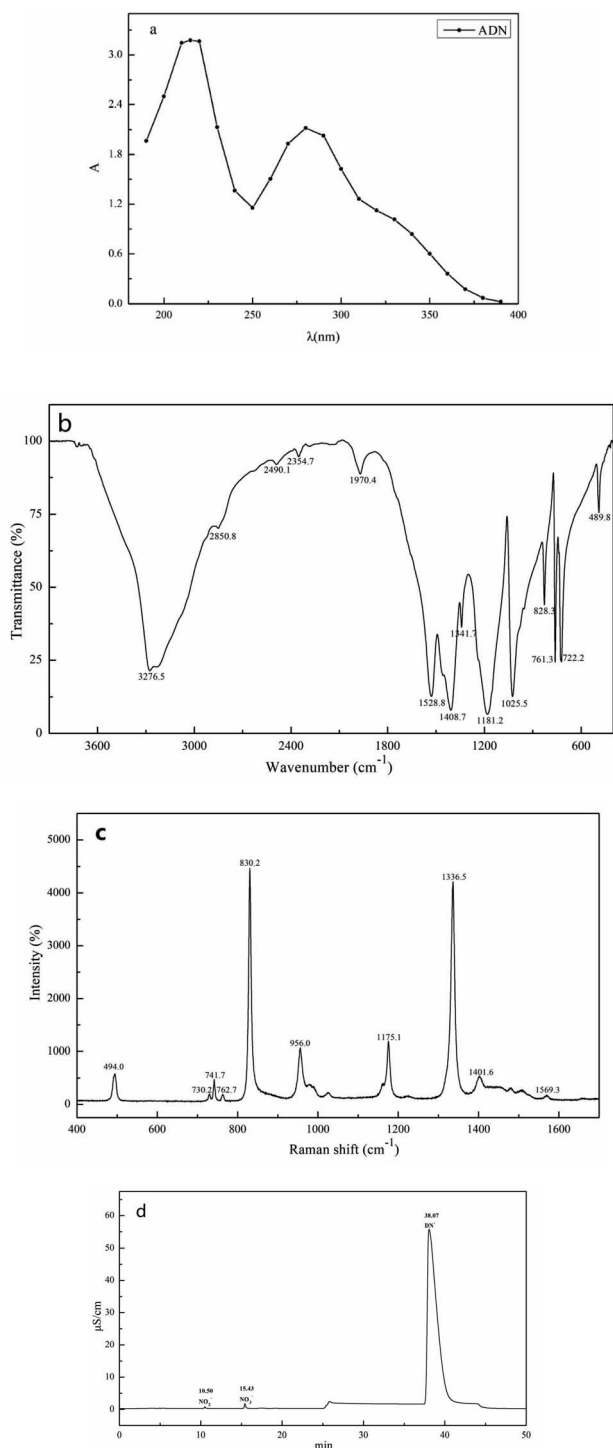 a
ADN
3.0
2.4
1.8
1.2
0.6
0.0
A
200 250 300 350 400
λ(nm)
b
100
75
50
25
0
Transmittance (%)
3276.5
2850.8
2490.1
2354.7
1970.4
1528.8
1408.7
1341.7
1181.2
1025.5
828.3
761.3
722.2
489.8
3600 3000 2400 1800 1200 600
Wavenumber (cm⁻¹)
c
5000
4000
3000
2000
1000
0
Intensity (%)
494.0
730.2
741.7
762.7
830.2
956.0
1175.1
1336.5
1401.6
1569.3
400 600 800 1000 1200 1400 1600
Raman shift (cm⁻¹)
d
60
50
40
30
20
10
0
μS/cm
10.50
NO₂⁻
15.43
NO₃⁻
38.07
DN⁻
0 10 20 30 40 50
min